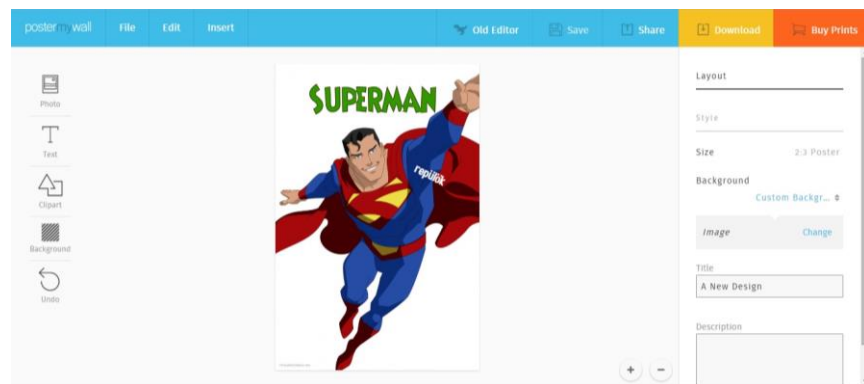 postermywall File Edit Insert Old Editor Save Share Download Buy Prints
Photo
Text
Clipart
Background
Undo
SUPERMAN
repülök
Layout
Style
Size 2:3 Poster
Background
Custom Backgr...
Image Change
Title
A New Design
Description